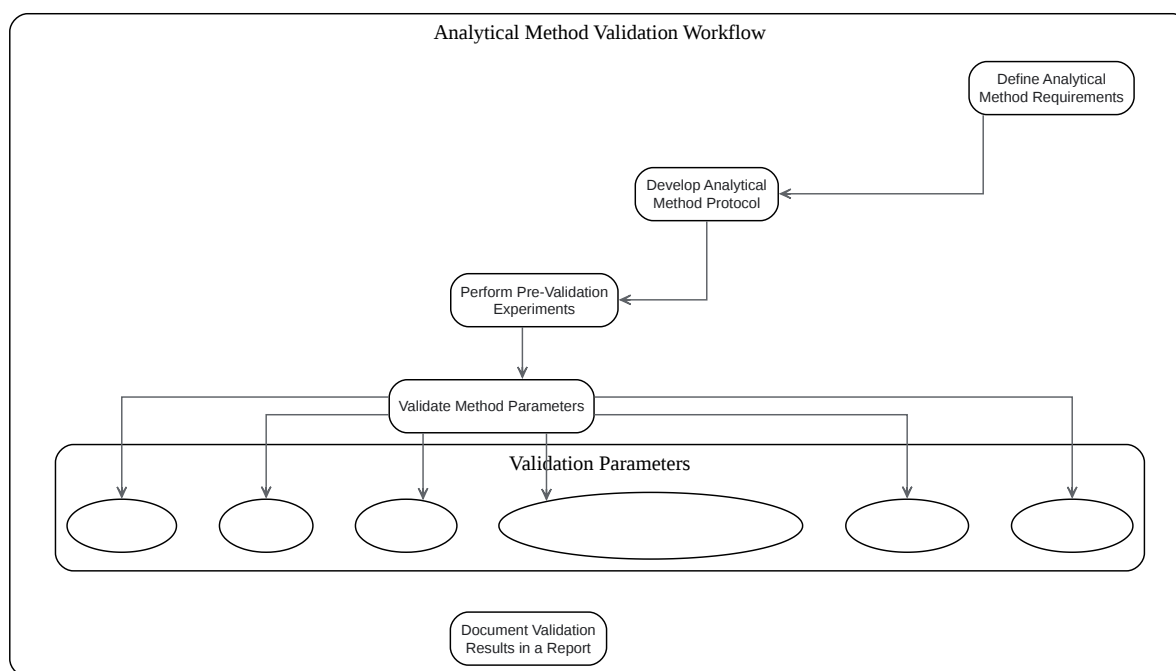 Analytical Method Validation Workflow
Define Analytical
Method Requirements
Develop Analytical
Method Protocol
Perform Pre-Validation
Experiments
Validate Method Parameters
Validation Parameters
Document Validation
Results in a Report